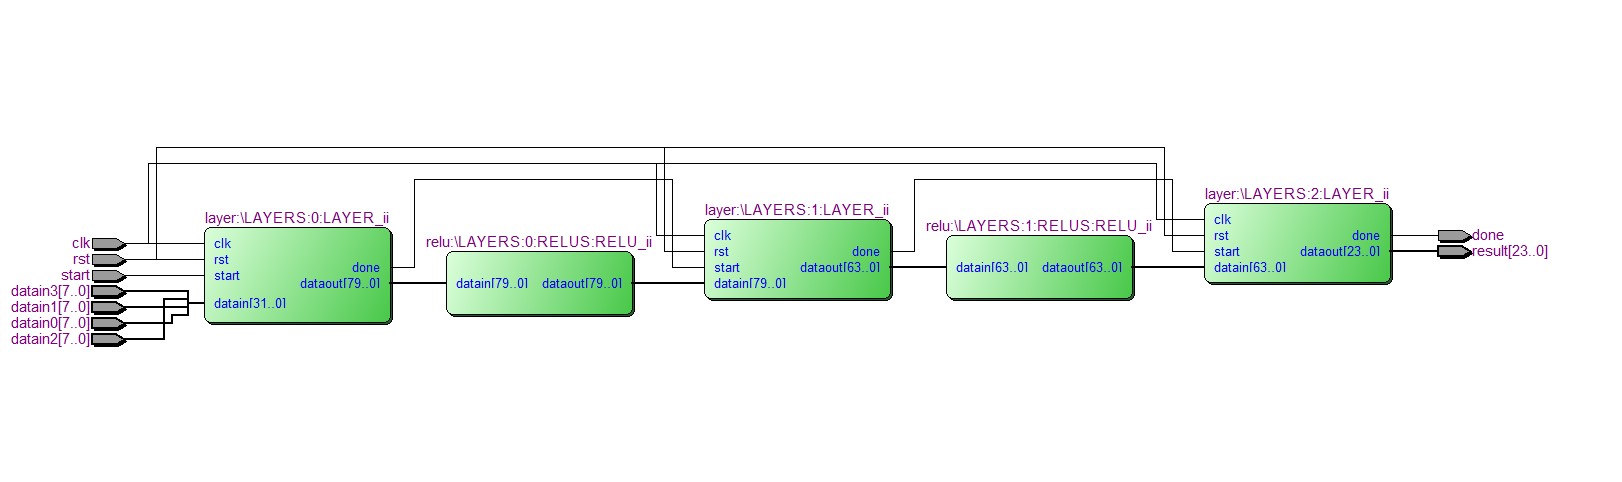 clk
rst
start
datain3[7..0]
datain1[7..0]
datain0[7..0]
datain2[7..0]
layer:\LAYERS:0:LAYER_ii
clk
rst
start
datain[31..0]
done
dataout[79..0]
relu:\LAYERS:0:RELUS:RELU_ii
datain[79..0]
dataout[79..0]
layer:\LAYERS:1:LAYER_ii
clk
rst
start
datain[79..0]
done
dataout[63..0]
relu:\LAYERS:1:RELUS:RELU_ii
datain[63..0]
dataout[63..0]
layer:\LAYERS:2:LAYER_ii
clk
rst
start
datain[63..0]
done
dataout[23..0]
done
result[23..0]